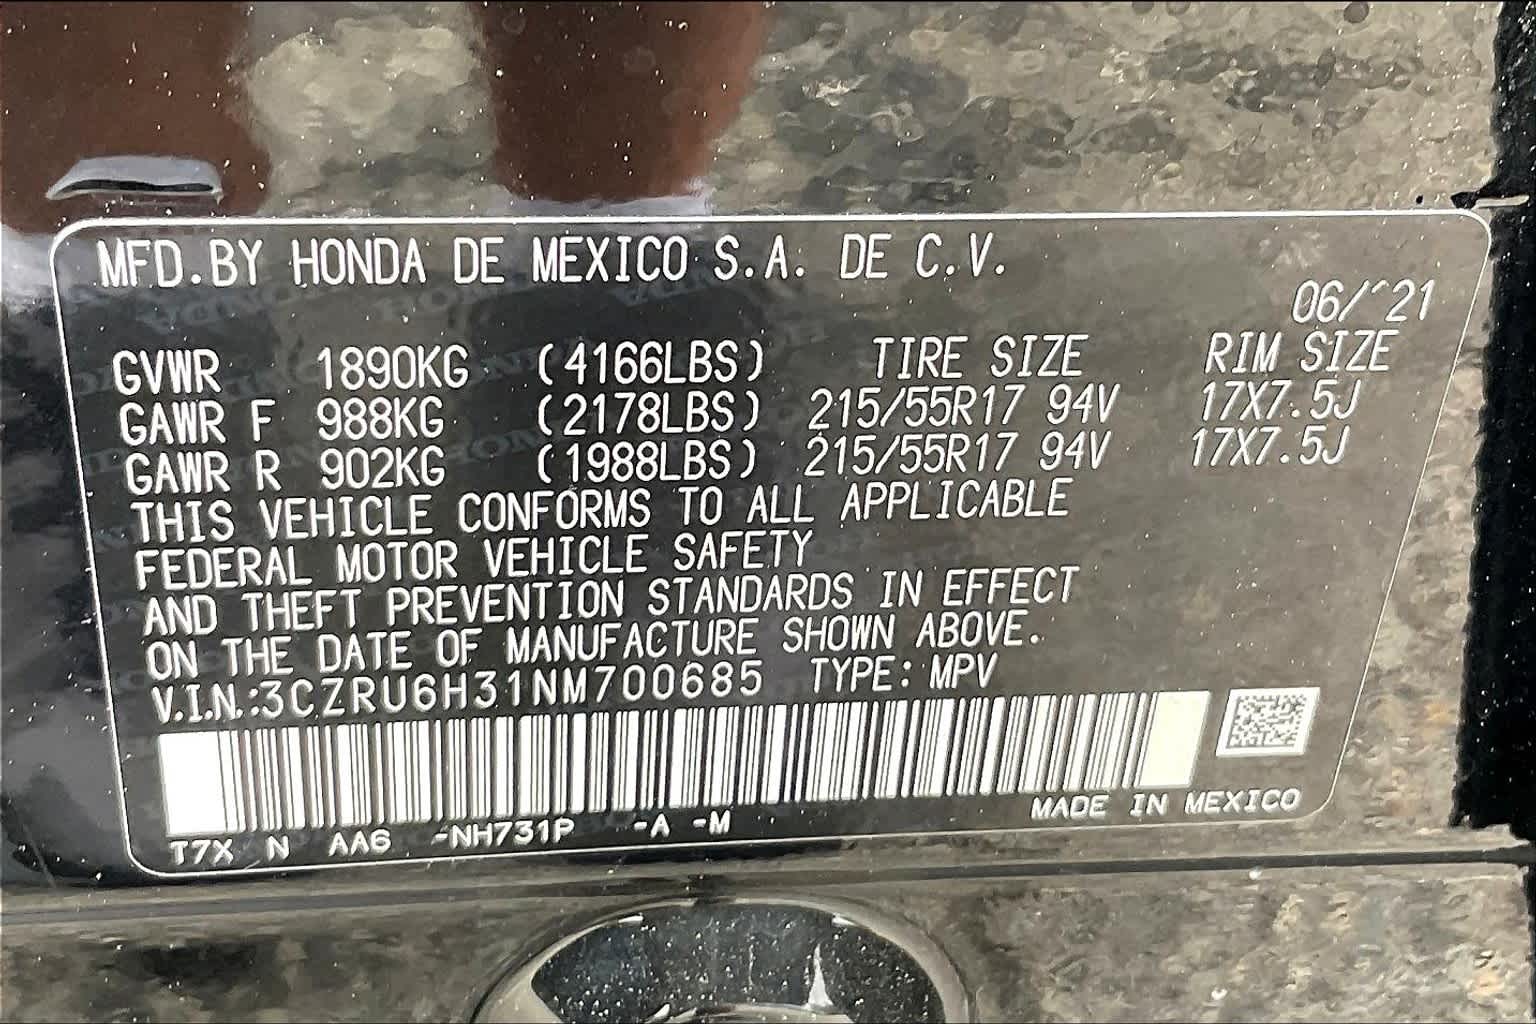 MFD.BY HONDA DE MEXICO S.A. DE C.V.
06/'21
GVWR 1890KG (4166LBS) TIRE SIZE RIM SIZE
GAWR F 988KG (2178LBS) 215/55R17 94V 17X7.5J
GAWR R 902KG (1988LBS) 215/55R17 94V 17X7.5J
THIS VEHICLE CONFORMS TO ALL APPLICABLE
FEDERAL MOTOR VEHICLE SAFETY
AND THEFT PREVENTION STANDARDS IN EFFECT
ON THE DATE OF MANUFACTURE SHOWN ABOVE.
V.I.N.:3CZRU6H31NM700685 TYPE: MPV
MADE IN MEXICO
T7X N AA6 -NH731P -A -M